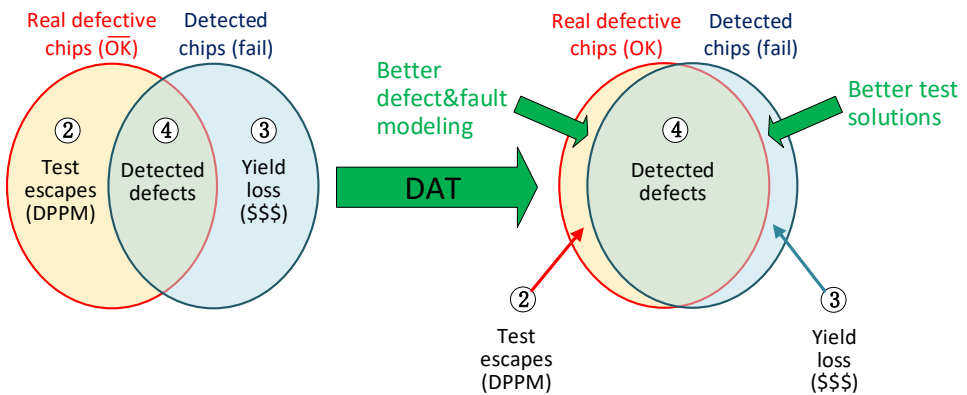 Real defective
chips (O̅K̅)
Detected
chips (fail)
②
④
③
Test
escapes
(DPPM)
Detected
defects
Yield
loss
($$$)
DAT
Better
defect&fault
modeling
Real defective
chips (OK)
Detected
chips (fail)
Better test
solutions
④
Detected
defects
②
Test
escapes
(DPPM)
③
Yield
loss
($$$)